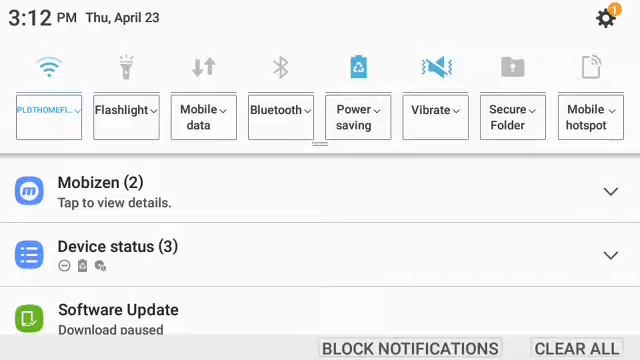 3:12 PM Thu, April 23
1
PLDTHOMEFI...
Flashlight
Mobile data
Bluetooth
Power saving
Vibrate
Secure Folder
Mobile hotspot
Mobizen (2)
Tap to view details.
Device status (3)
Software Update
Download paused
BLOCK NOTIFICATIONS CLEAR ALL